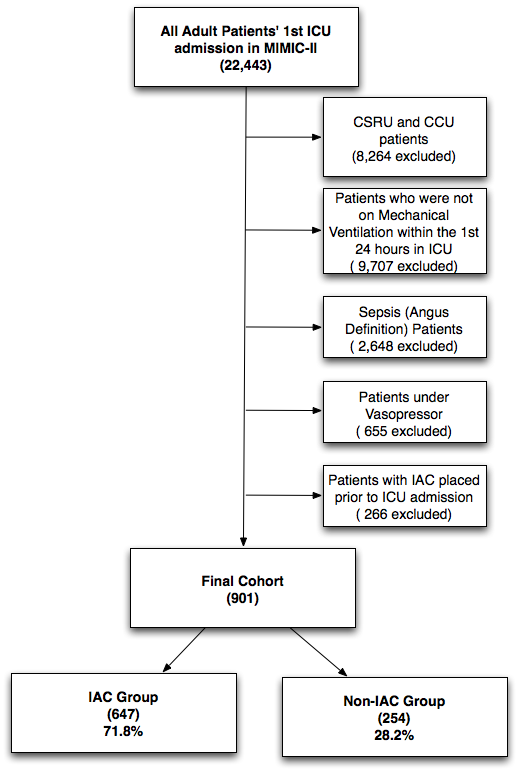 All Adult Patients' 1st ICU
admission in MIMIC-II
(22,443)
CSRU and CCU
patients
(8,264 excluded)
Patients who were not
on Mechanical
Ventilation within the 1st
24 hours in ICU
( 9,707 excluded)
Sepsis (Angus
Definition) Patients
( 2,648 excluded)
Patients under
Vasopressor
( 655 excluded)
Patients with IAC placed
prior to ICU admission
( 266 excluded)
Final Cohort
(901)
IAC Group
(647)
71.8%
Non-IAC Group
(254)
28.2%